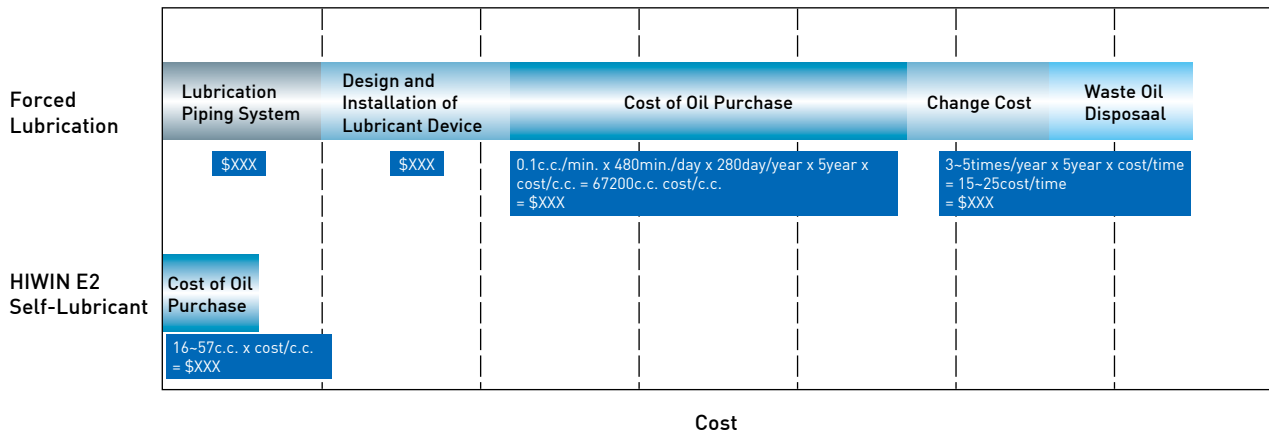 Forced
Lubrication
Lubrication
Piping System
Design and
Installation of
Lubricant Device
Cost of Oil Purchase
Change Cost
Waste Oil
Disposaal
$XXX
$XXX
0.1c.c./min. x 480min./day x 280day/year x 5year x
cost/c.c. = 67200c.c. cost/c.c.
= $XXX
3~5times/year x 5year x cost/time
= 15~25cost/time
= $XXX
HIWIN E2
Self-Lubricant
Cost of Oil
Purchase
16~57c.c. x cost/c.c.
= $XXX
Cost